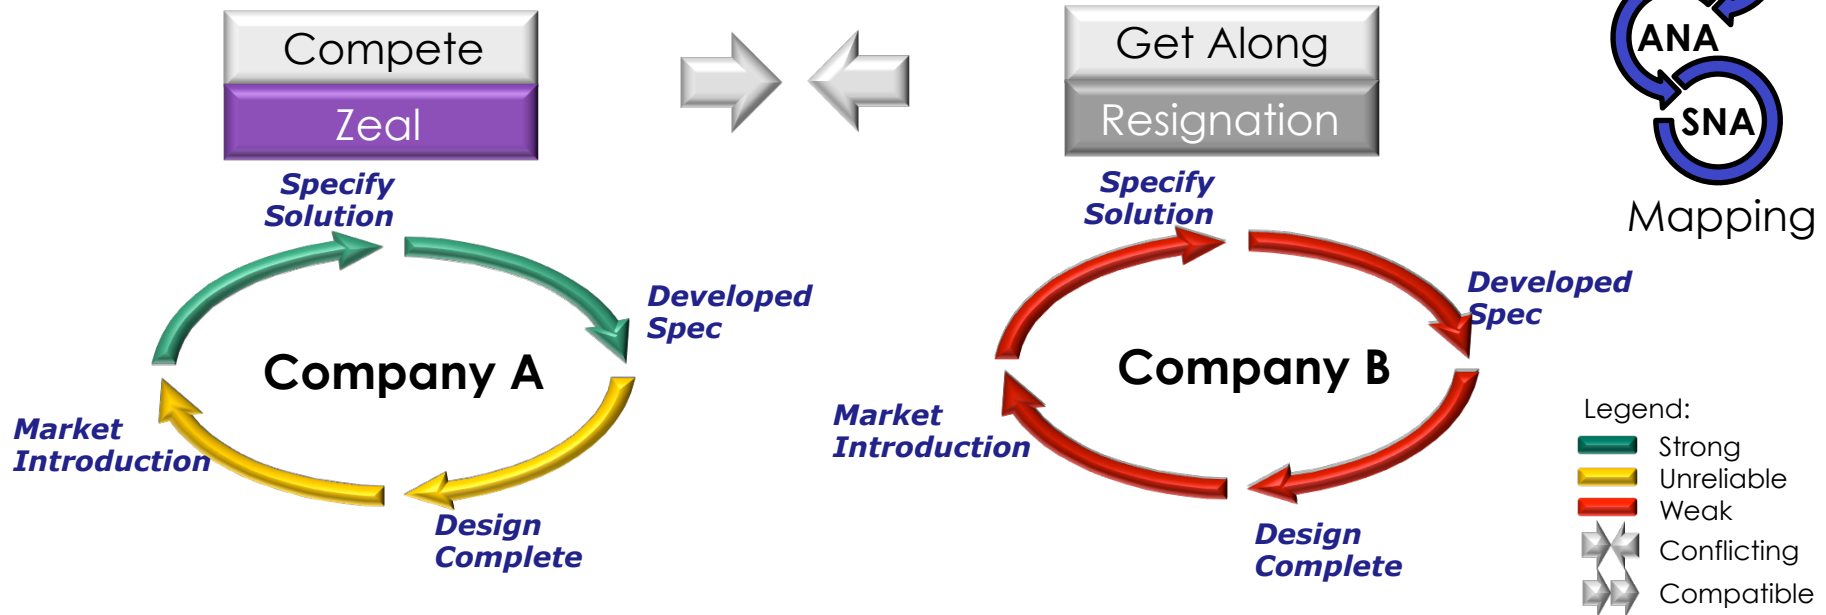 Compete
Zeal
Get Along
Resignation
ANA
SNA
Mapping
Specify
Solution
Developed
Spec
Company A
Market
Introduction
Design
Complete
Specify
Solution
Developed
Spec
Company B
Market
Introduction
Design
Complete
Legend:
Strong
Unreliable
Weak
Conflicting
Compatible